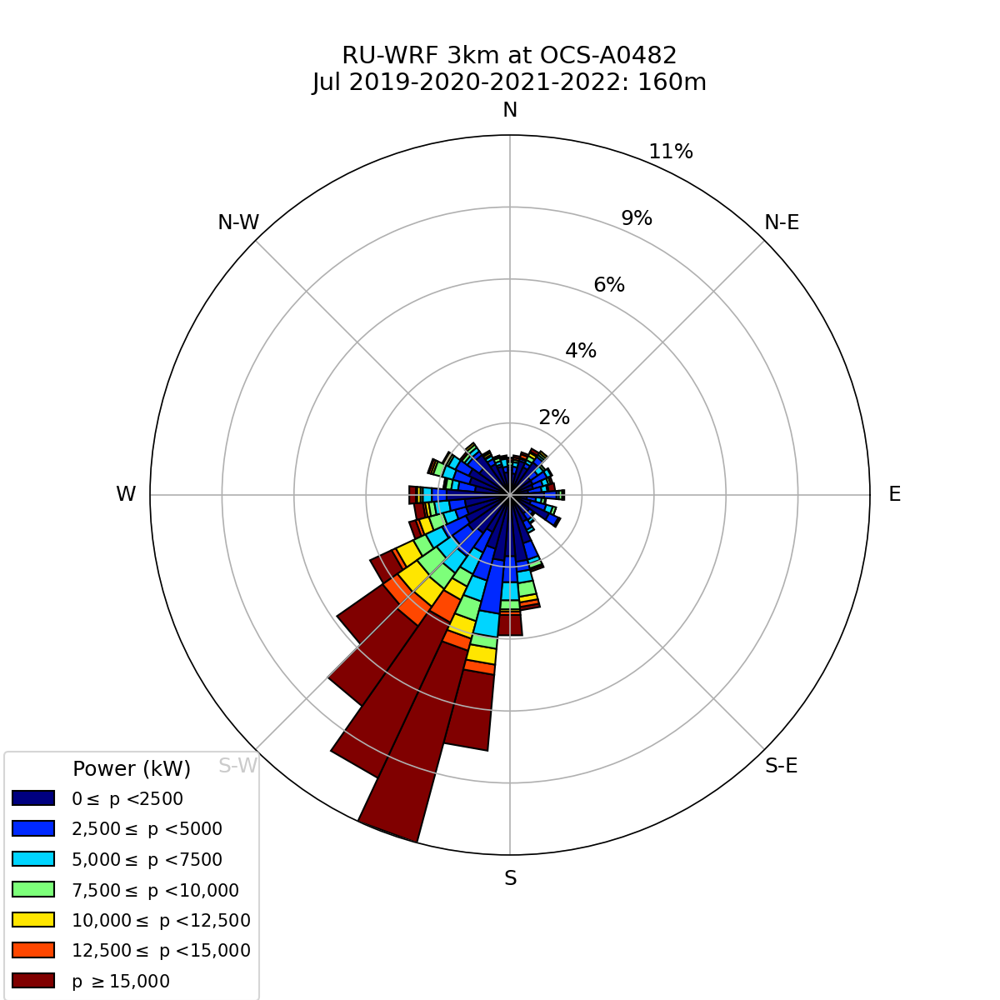 RU-WRF 3km at OCS-A0482
Jul 2019-2020-2021-2022: 160m
N
11%
N-W
N-E
9%
6%
4%
2%
W
E
S-W
S-E
S
Power (kW)
0≤ p <2500
2,500≤ p <5000
5,000≤ p <7500
7,500≤ p <10,000
10,000≤ p <12,500
12,500≤ p <15,000
p ≥15,000